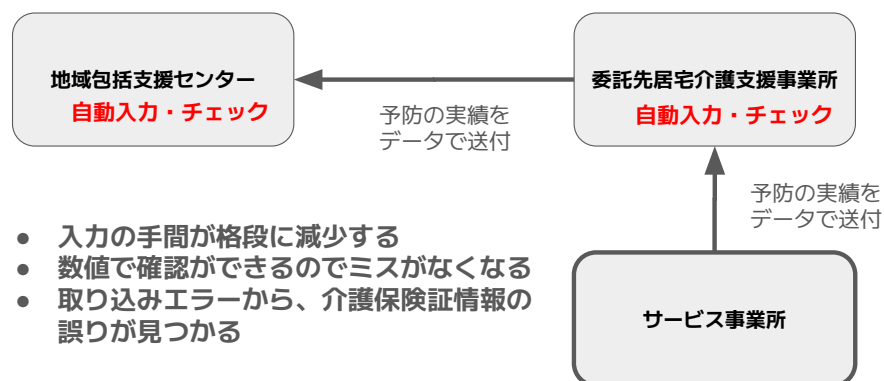 地域包括支援センター
自動入力・チェック
委託先居宅介護支援事業所
自動入力・チェック
予防の実績を
データで送付
予防の実績を
データで送付
● 入力の手間が格段に減少する
● 数値で確認ができるのでミスがなくなる
● 取り込みエラーから、介護保険証情報の
誤りが見つかる
サービス事業所